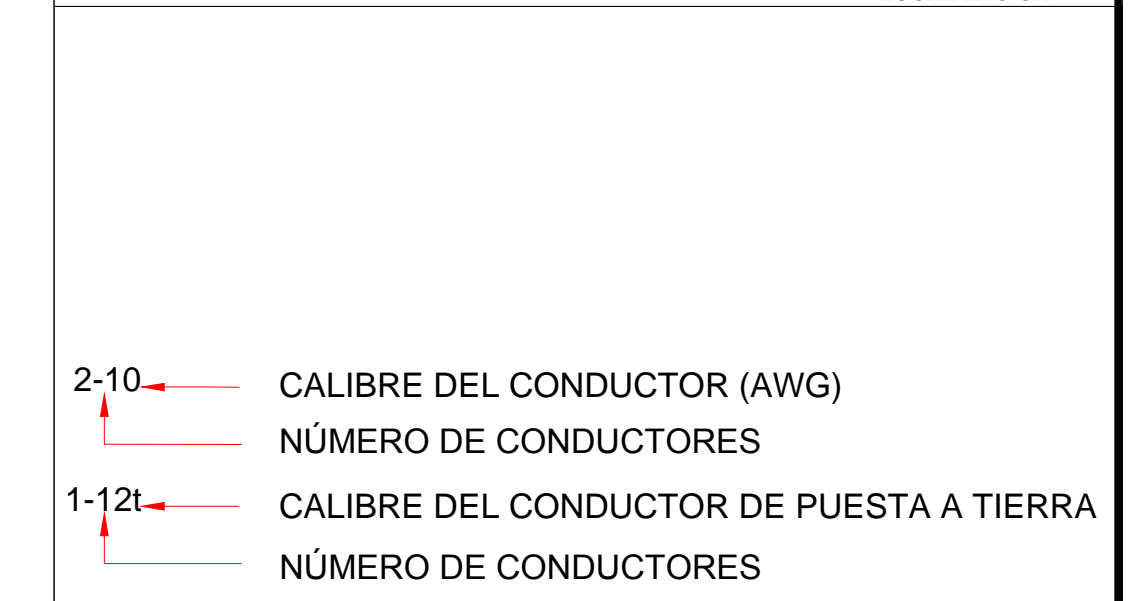 2-10 CALIBRE DEL CONDUCTOR (AWG)
NÚMERO DE CONDUCTORES
1-12t CALIBRE DEL CONDUCTOR DE PUESTA A TIERRA
NÚMERO DE CONDUCTORES